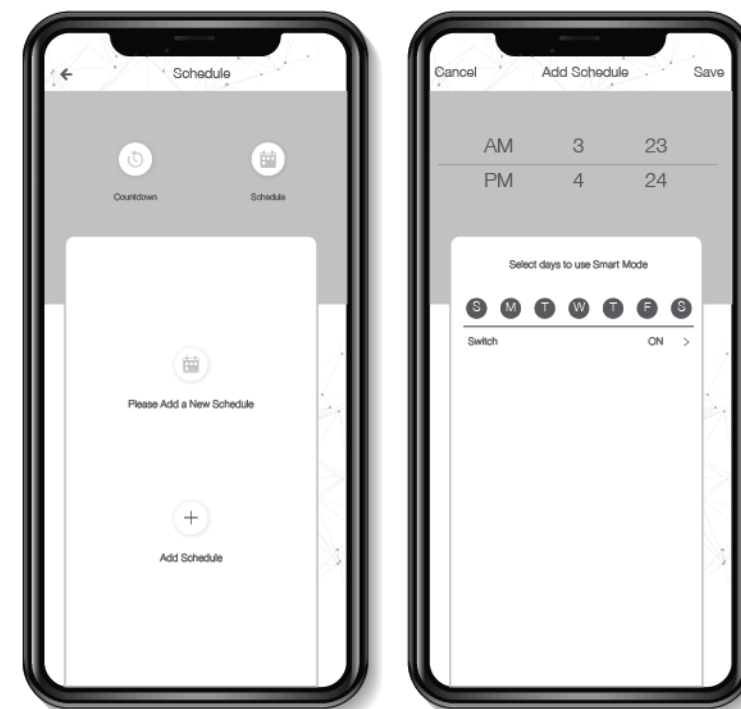 Schedule
Countdown
Schedule
Please Add a New Schedule
+
Add Schedule
Cancel Add Schedule Save
AM 3 23
PM 4 24
Select days to use Smart Mode
S M T W T F S
Switch ON >